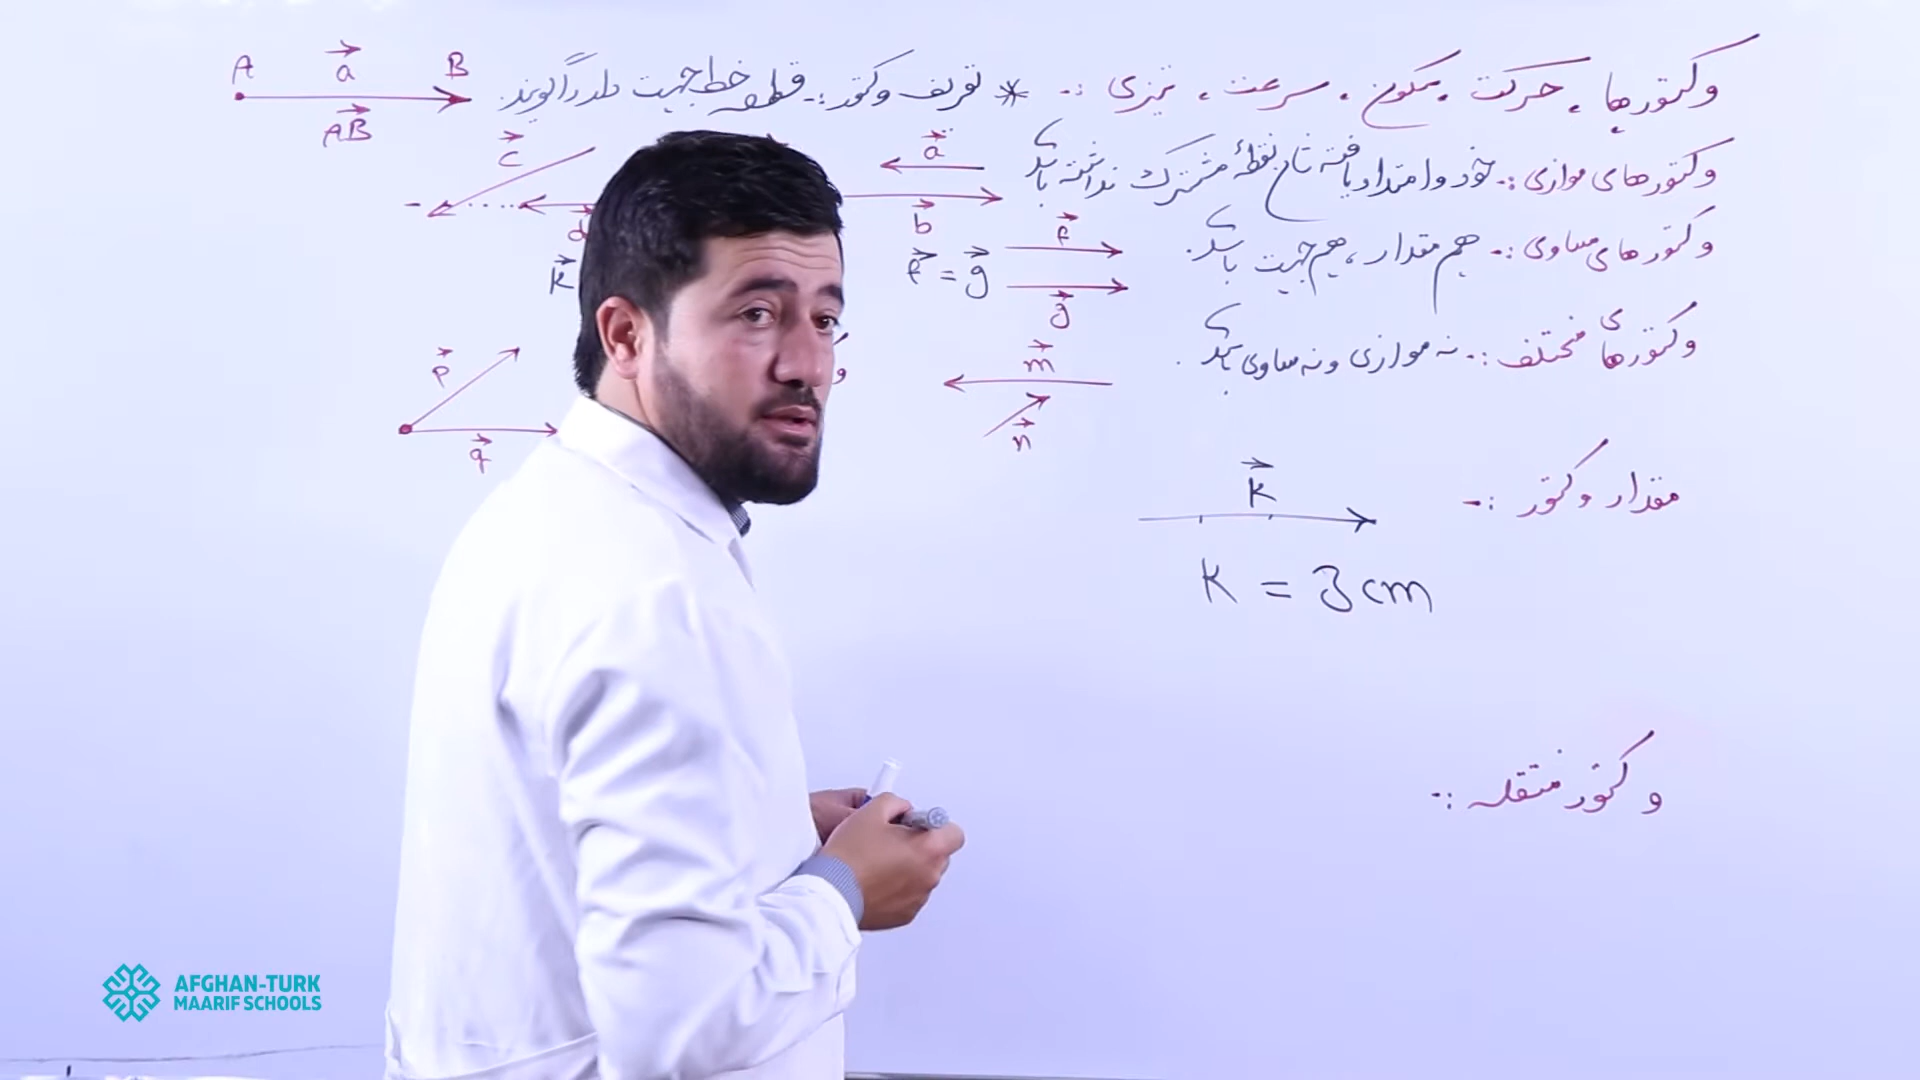 وکتورها، حرکت، سکون، سرعت، تیزی :-
* تعریف وکتور :- قطعه خط جهت دار را گویند.
A a B
AB
وکتورهای موازی :- خود و امتداد یافته شان نقطهٔ مشترک نداشته باشد
a
b
c
d
وکتورهای مساوی :- هم مقدار، هم جهت باشد.
f
g
f = g
k
وکتورهای مختلف :- نه موازی و نه مساوی باشد.
m
n
و
p
q
مقدار وکتور :-
k
K = 3 cm
وکتور منتقله :-
AFGHAN-TURK
MAARIF SCHOOLS